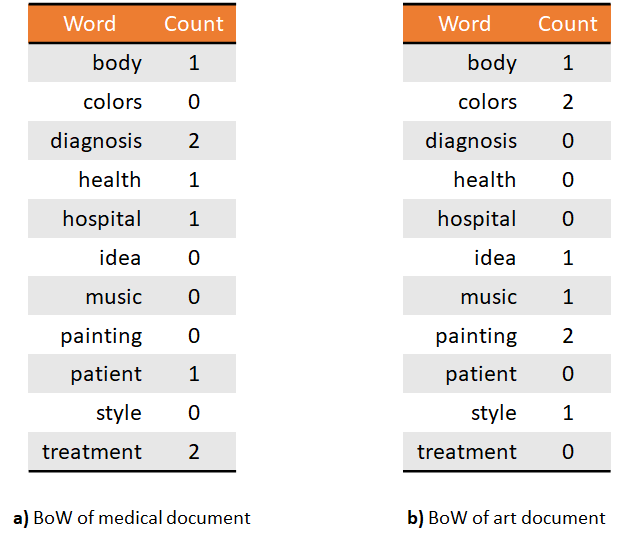 Word Count Word Count
body 1 body 1
colors 0 colors 2
diagnosis 2 diagnosis 0
health 1 health 0
hospital 1 hospital 0
idea 0 idea 1
music 0 music 1
painting 0 painting 2
patient 1 patient 0
style 0 style 1
treatment 2 treatment 0
a) BoW of medical document b) BoW of art document